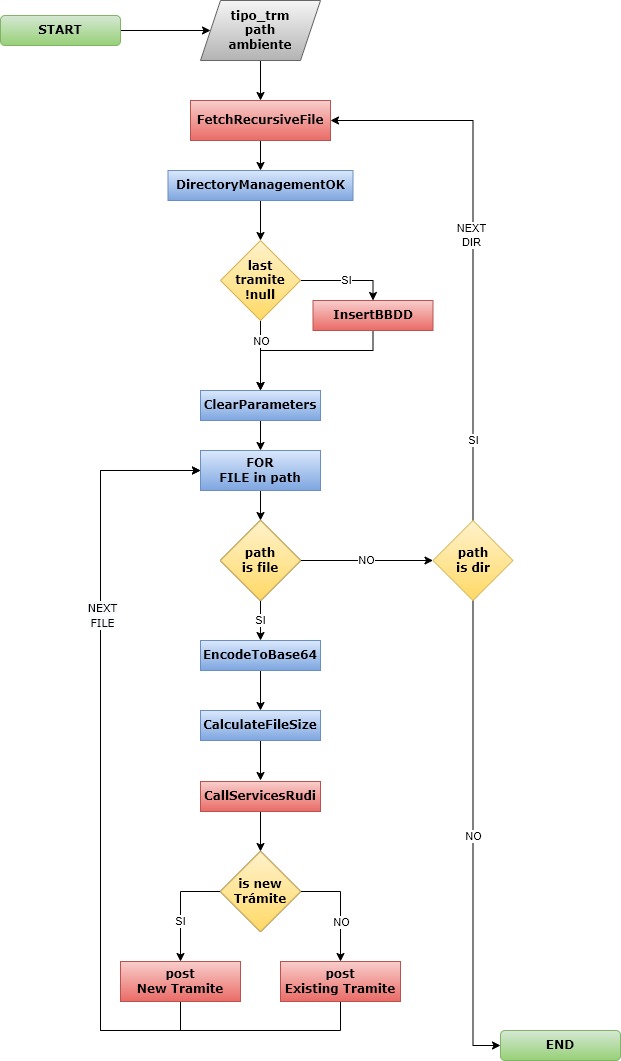 START
tipo_trm
path
ambiente
FetchRecursiveFile
DirectoryManagementOK
NEXT
DIR
last
tramite
!null
SI
InsertBBDD
NO
ClearParameters
SI
FOR
FILE in path
path
is file
NO
path
is dir
NEXT
FILE
SI
EncodeToBase64
CalculateFileSize
CallServicesRudi
NO
is new
Trámite
SI
NO
post
New Tramite
post
Existing Tramite
END